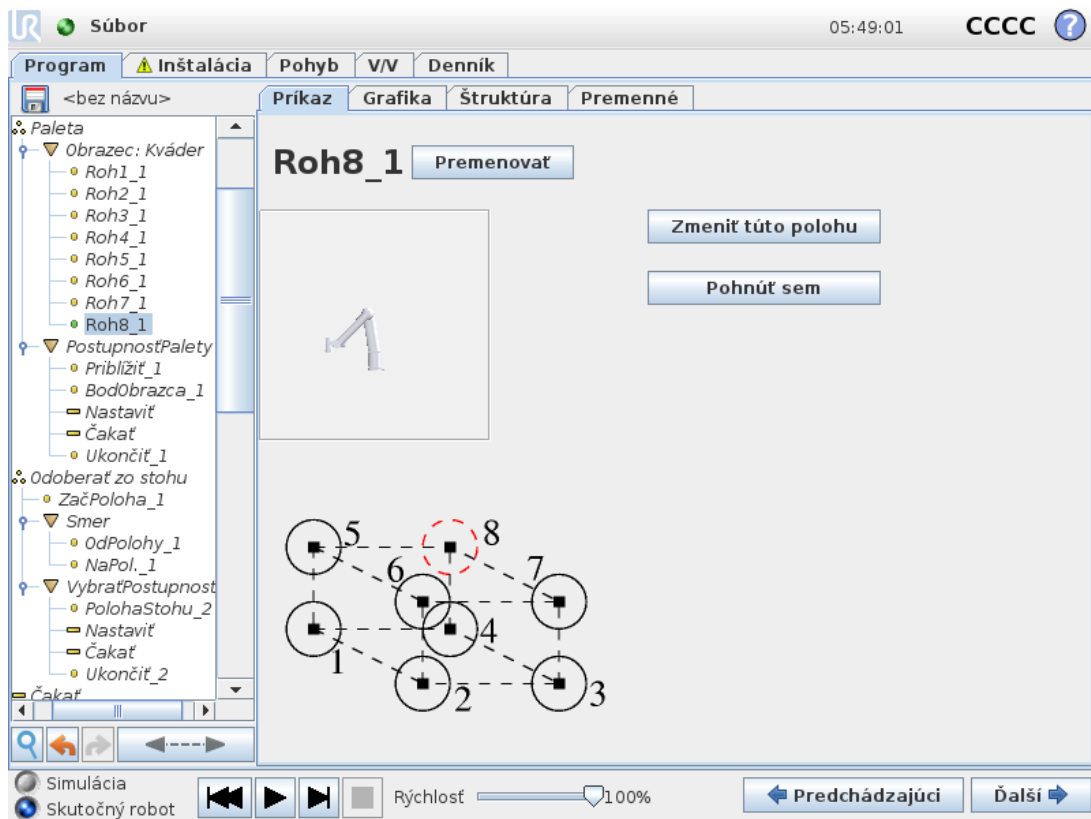 UR Súbor 05:49:01 CCCC ?
Program Inštalácia Pohyb V/V Denník
<bez názvu> Príkaz Grafika Štruktúra Premenné
Paleta
Obrazec: Kváder
Roh1_1
Roh2_1
Roh3_1
Roh4_1
Roh5_1
Roh6_1
Roh7_1
Roh8_1
PostupnosťPalety
Priblížiť_1
BodObrazca_1
Nastaviť
Čakať
Ukončiť_1
Odoberať zo stohu
ZačPoloha_1
Smer
OdPolohy_1
NaPol._1
VybraťPostupnost
PolohaStohu_2
Nastaviť
Čakať
Ukončiť_2
Čakať
Roh8_1 Premenovať
Zmeniť túto polohu
Pohnúť sem
5 8
6 7
1 4
2 3
Simulácia
Skutočný robot
Rýchlosť 100%
Predchádzajúci Ďalší